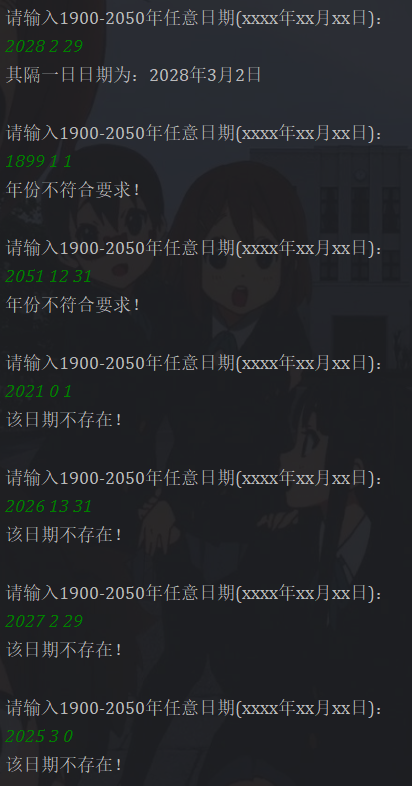 请输入1900-2050年任意日期(xxxx年xx月xx日)：
2028 2 29
其隔一日日期为：2028年3月2日
请输入1900-2050年任意日期(xxxx年xx月xx日)：
1899 1 1
年份不符合要求！
请输入1900-2050年任意日期(xxxx年xx月xx日)：
2051 12 31
年份不符合要求！
请输入1900-2050年任意日期(xxxx年xx月xx日)：
2021 0 1
该日期不存在！
请输入1900-2050年任意日期(xxxx年xx月xx日)：
2026 13 31
该日期不存在！
请输入1900-2050年任意日期(xxxx年xx月xx日)：
2027 2 29
该日期不存在！
请输入1900-2050年任意日期(xxxx年xx月xx日)：
2025 3 0
该日期不存在！